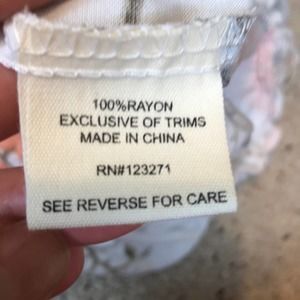 100%RAYON
EXCLUSIVE OF TRIMS
MADE IN CHINA
RN#123271
SEE REVERSE FOR CARE